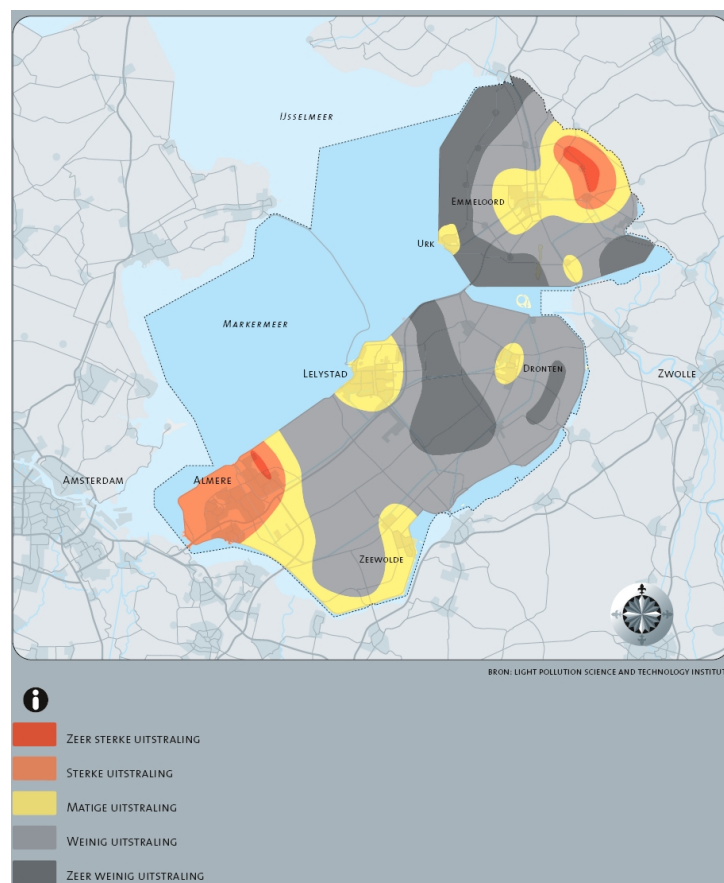 IJSSELMEER
EMMELOORD
URK
MARKERMEER
LELYSTAD
DRONTEN
ZWOLLE
AMSTERDAM
ALMERE
ZEEWOLDE
BRON: LIGHT POLLUTION SCIENCE AND TECHNOLOGY INSTITUT
ZEER STERKE UITSTRALING
STERKE UITSTRALING
MATIGE UITSTRALING
WEINIG UITSTRALING
ZEER WEINIG UITSTRALING